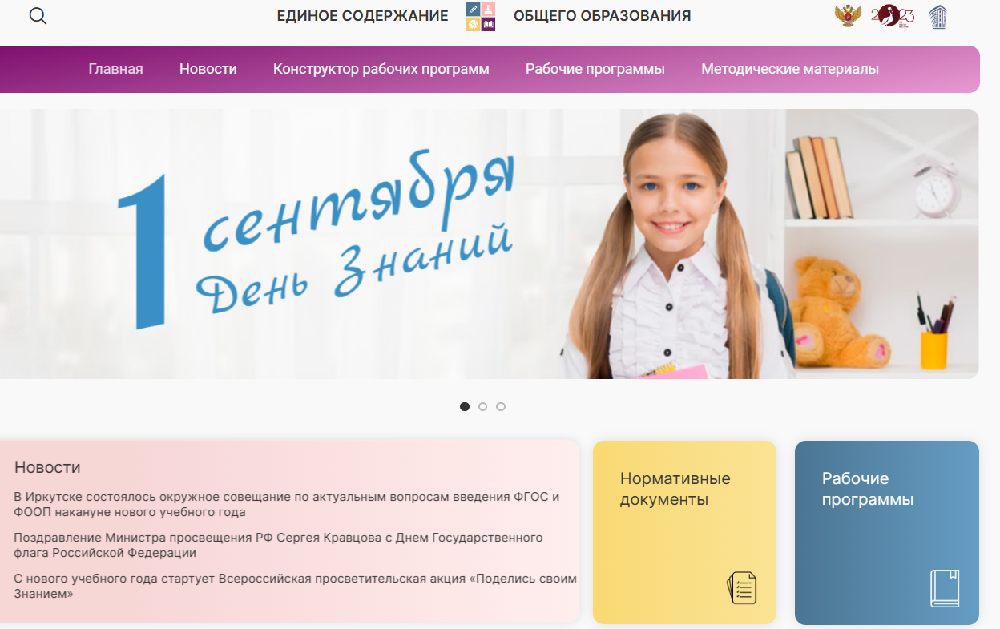 ЕДИНОЕ СОДЕРЖАНИЕ ОБЩЕГО ОБРАЗОВАНИЯ
2023
Главная Новости Конструктор рабочих программ Рабочие программы Методические материалы
1 сентября
День Знаний
Новости
В Иркутске состоялось окружное совещание по актуальным вопросам введения ФГОС и
ФООП накануне нового учебного года
Поздравление Министра просвещения РФ Сергея Кравцова с Днем Государственного
флага Российской Федерации
С нового учебного года стартует Всероссийская просветительская акция «Поделись своим
Знанием»
Нормативные
документы
Рабочие
программы